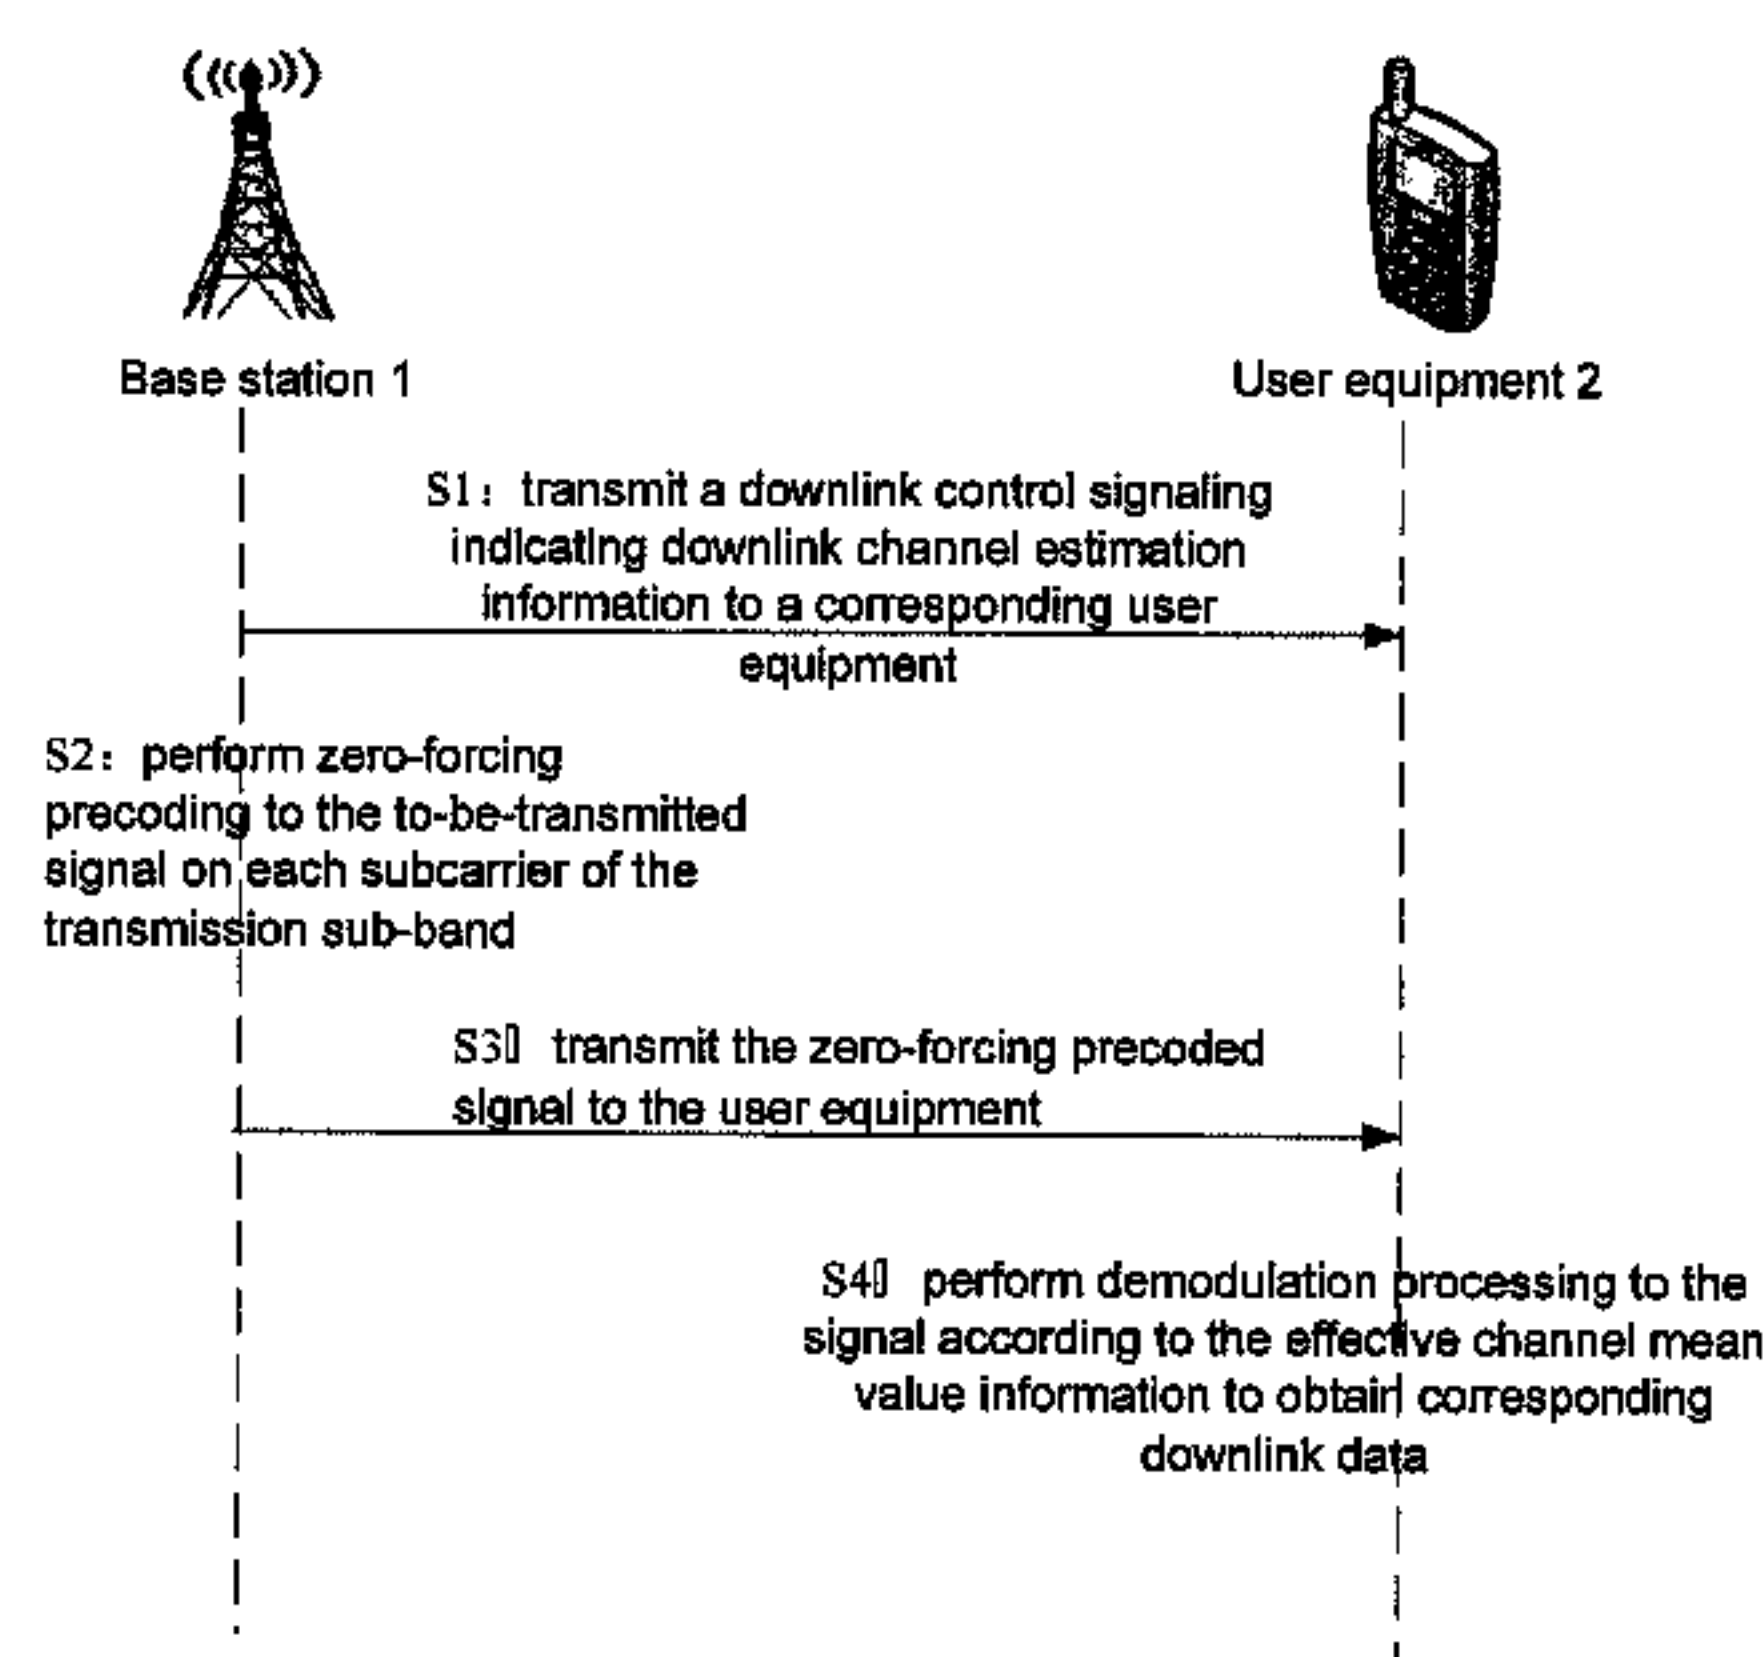 Base station 1
User equipment 2
S1: transmit a downlink control signaling
indicating downlink channel estimation
information to a corresponding user
equipment
S2: perform zero-forcing
precoding to the to-be-transmitted
signal on each subcarrier of the
transmission sub-band
S3▯ transmit the zero-forcing precoded
signal to the user equipment
S4▯ perform demodulation processing to the
signal according to the effective channel mean
value information to obtain corresponding
downlink data